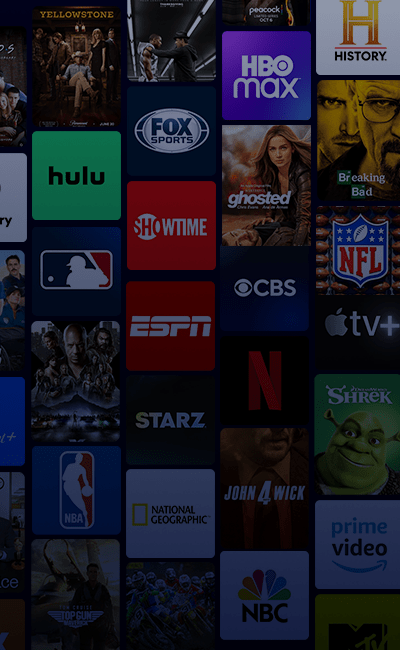 YELLOWSTONE
hulu
NBA
TOP GUN
FOX
SPORTS
SHOWTIME
ESPN
STARZ
NATIONAL
GEOGRAPHIC
peacock
HBO
max
ghosted
CBS
N
JOHN 4 WICK
NBC
H
HISTORY
Breaking
Bad
NFL
tv+
SHREK
prime
video
MTV